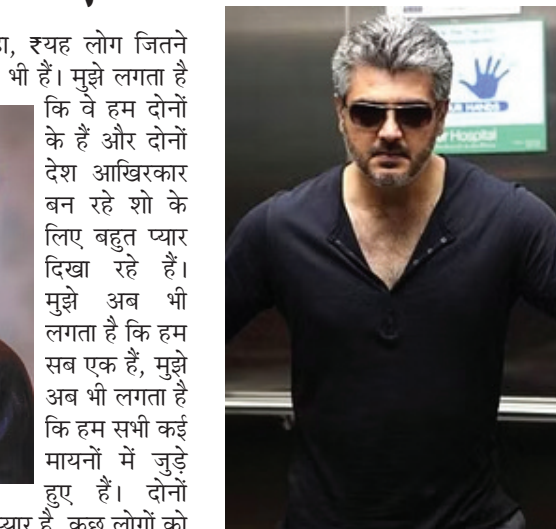 ₹यह लोग जितने
भी हैं। मुझे लगता है
कि वे हम दोनों
के हैं और दोनों
देश आखिरकार
बन रहे शो के
लिए बहुत प्यार
दिखा रहे हैं।
मुझे अब भी
लगता है कि हम
सब एक हैं, मुझे
अब भी लगता है
कि हम सभी कई
मायनों में जुड़े
हुए हैं। दोनों
है, कुछ लोगों को
HANDS
Hospital